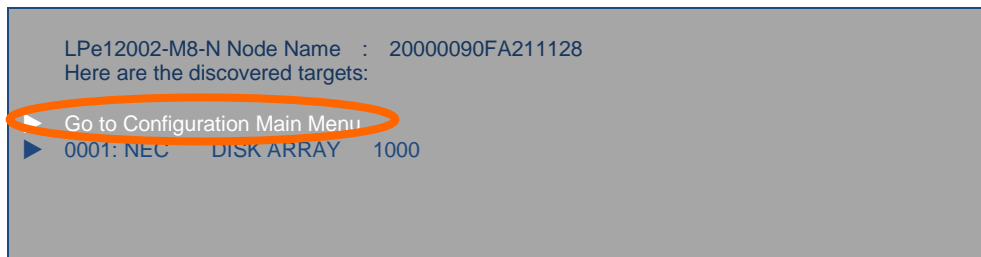 LPe12002-M8-N Node Name : 20000090FA211128
Here are the discovered targets:
Go to Configuration Main Menu
0001: NEC DISK ARRAY 1000